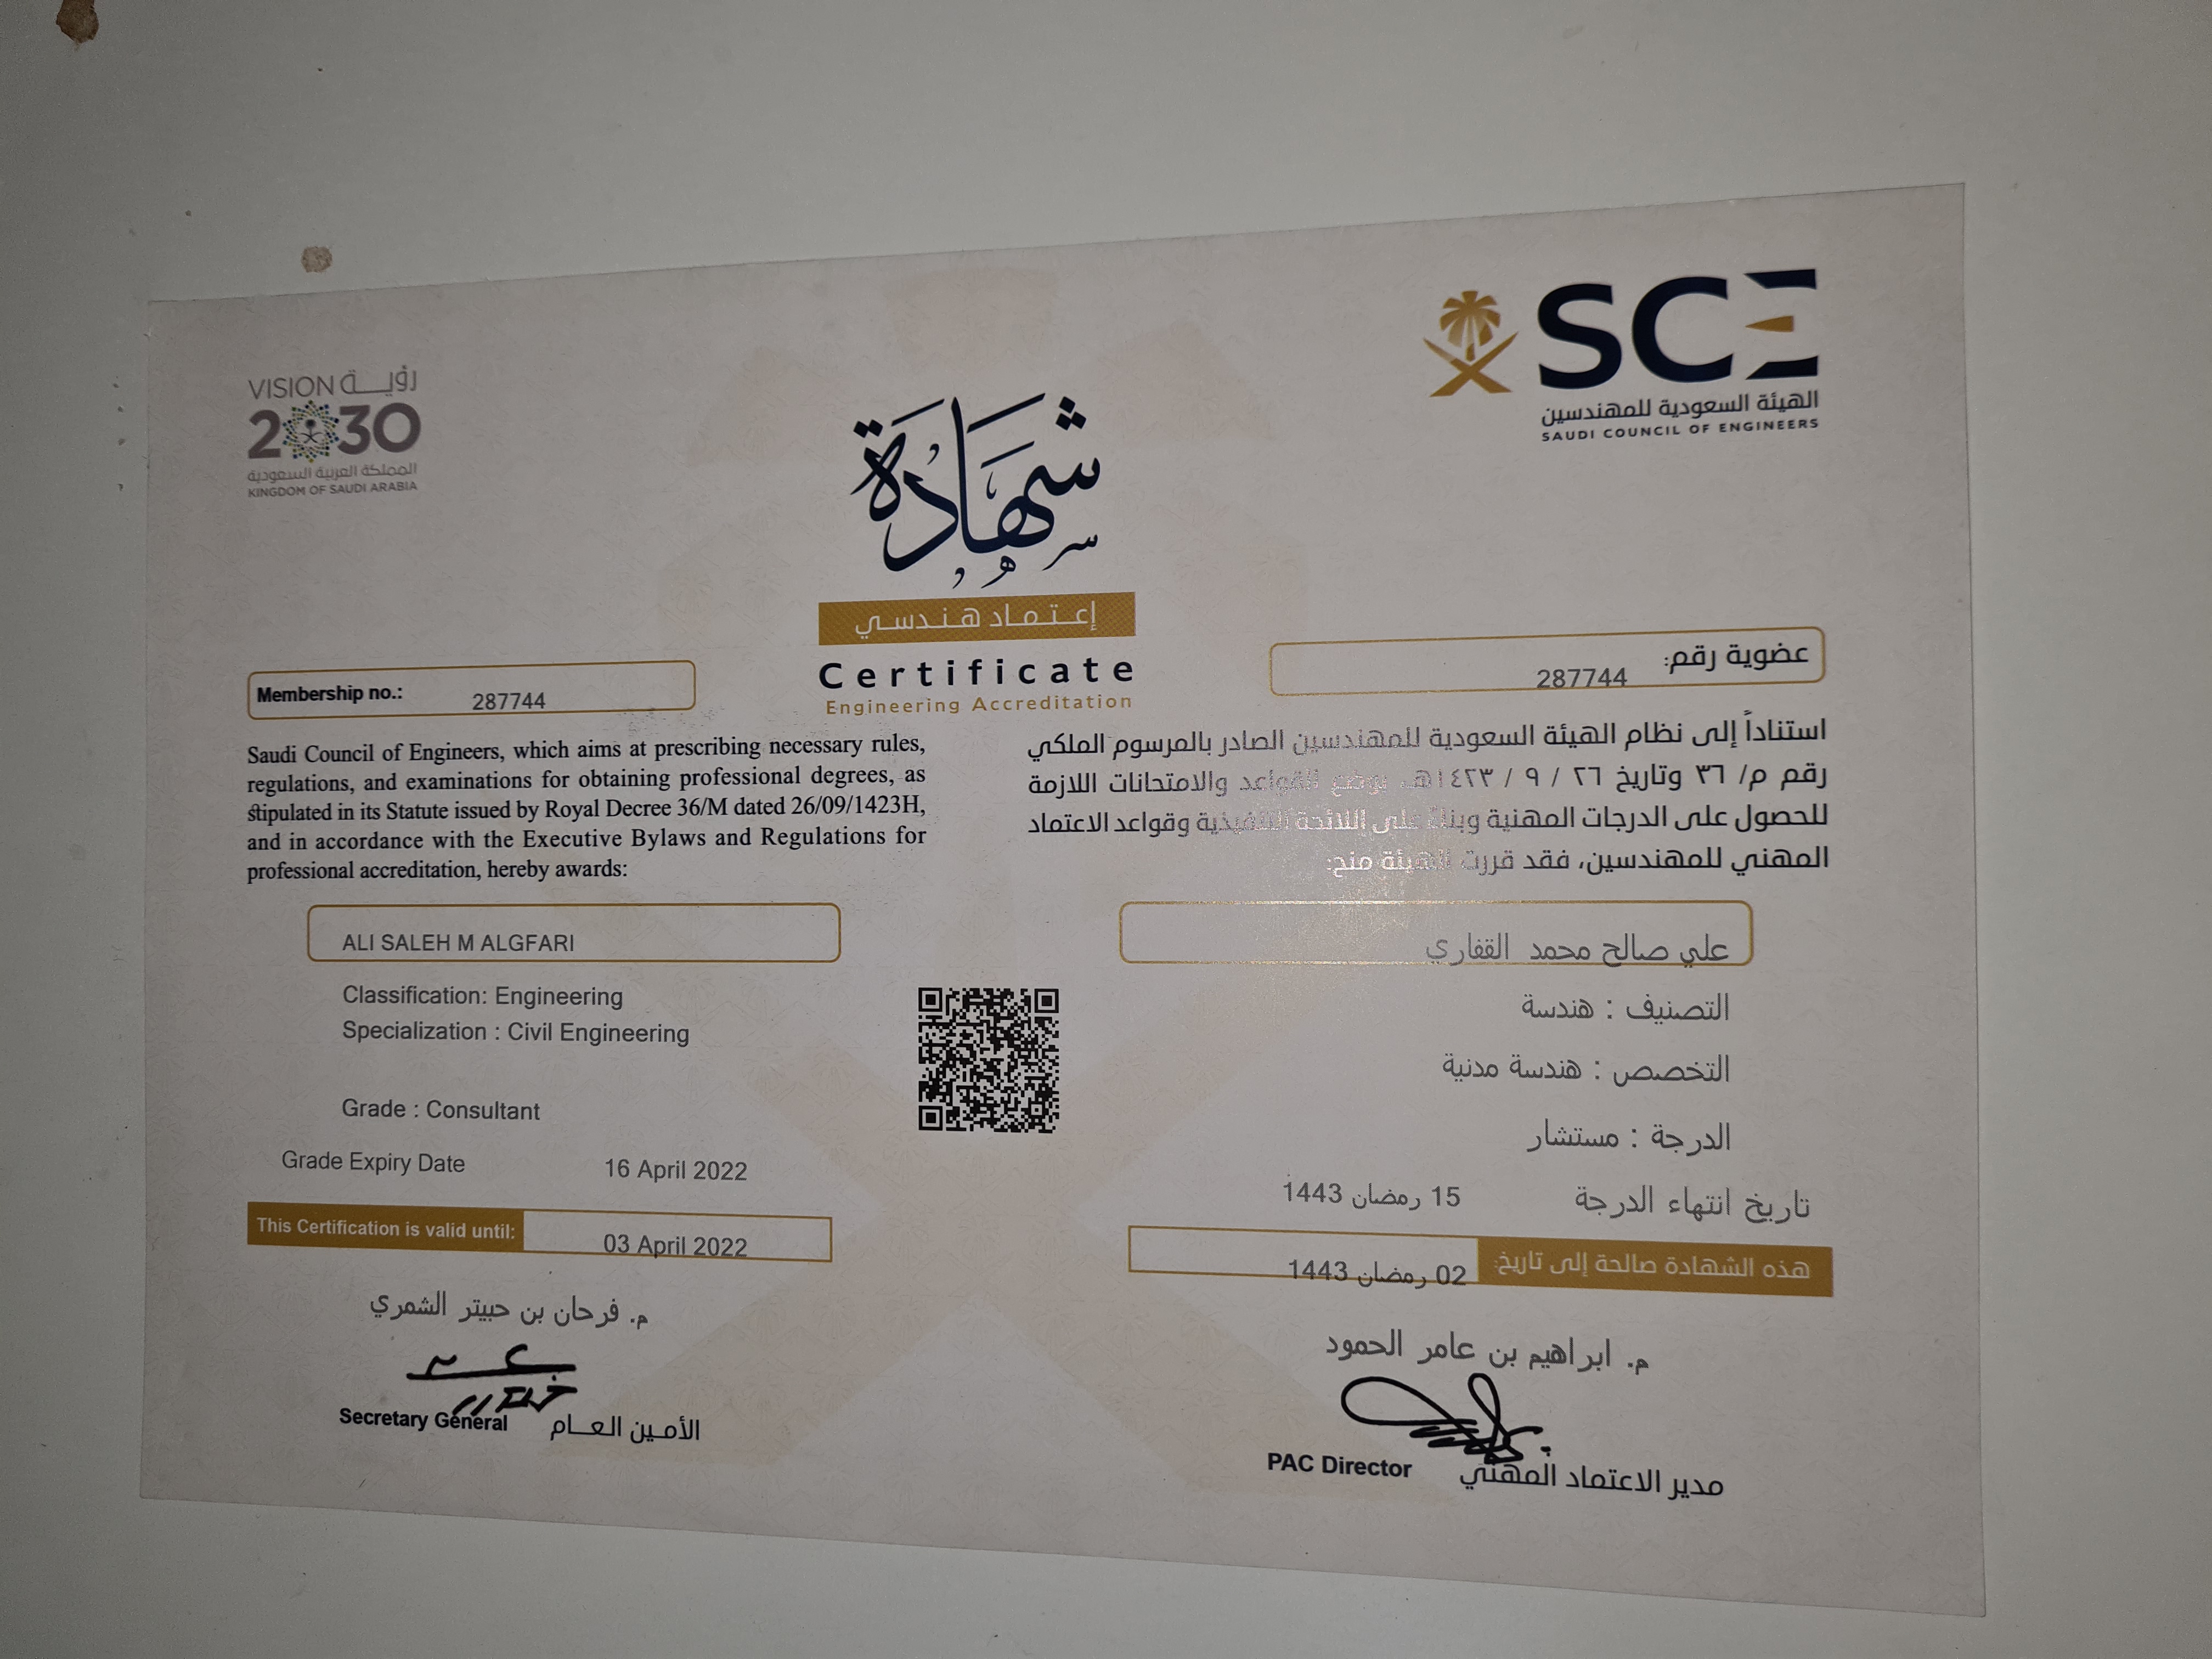 VISION رؤيـــة
2030
المملكة العربية السعودية
KINGDOM OF SAUDI ARABIA
SCE
الهيئة السعودية للمهندسين
SAUDI COUNCIL OF ENGINEERS
شهادة
إعتماد هندسي
Certificate
Engineering Accreditation
Membership no.: 287744
عضوية رقم: 287744
Saudi Council of Engineers, which aims at prescribing necessary rules,
regulations, and examinations for obtaining professional degrees, as
stipulated in its Statute issued by Royal Decree 36/M dated 26/09/1423H,
and in accordance with the Executive Bylaws and Regulations for
professional accreditation, hereby awards:
استناداً إلى نظام الهيئة السعودية للمهندسين الصادر بالمرسوم الملكي
رقم م/ ٣٦ وتاريخ ٢٦ / ٩ / ١٤٢٣هـ بوضع القواعد والامتحانات اللازمة
للحصول على الدرجات المهنية وبناء على اللائحة التنفيذية وقواعد الاعتماد
المهني للمهندسين، فقد قررت الهيئة منح:
ALI SALEH M ALGFARI
علي صالح محمد القفاري
Classification: Engineering
Specialization : Civil Engineering
Grade : Consultant
Grade Expiry Date 16 April 2022
This Certification is valid until: 03 April 2022
التصنيف : هندسة
التخصص : هندسة مدنية
الدرجة : مستشار
تاريخ انتهاء الدرجة 15 رمضان 1443
هذه الشهادة صالحة إلى تاريخ: 02 رمضان 1443
م. فرحان بن حبيتر الشمري
Secretary General الأمين العـام
م. ابراهيم بن عامر الحمود
PAC Director مدير الاعتماد المهني